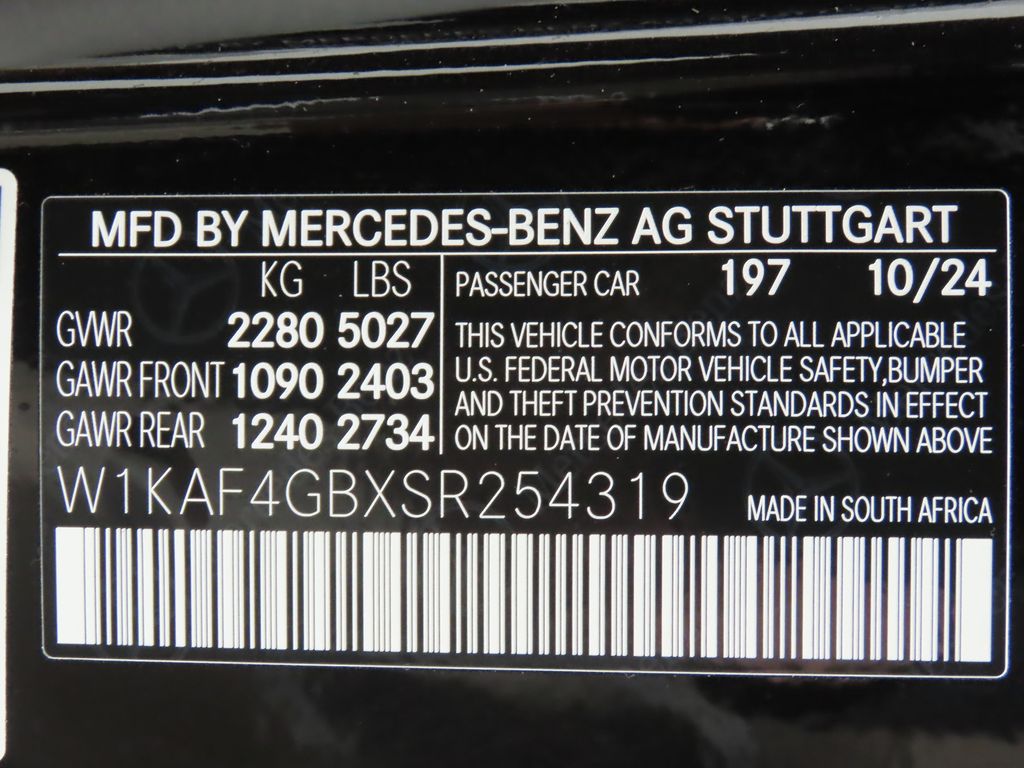 MFD BY MERCEDES-BENZ AG STUTTGART
KG LBS
GVWR 2280 5027
GAWR FRONT 1090 2403
GAWR REAR 1240 2734
PASSENGER CAR 197 10/24
THIS VEHICLE CONFORMS TO ALL APPLICABLE
U.S. FEDERAL MOTOR VEHICLE SAFETY,BUMPER
AND THEFT PREVENTION STANDARDS IN EFFECT
ON THE DATE OF MANUFACTURE SHOWN ABOVE
W1KAF4GBXSR254319
MADE IN SOUTH AFRICA